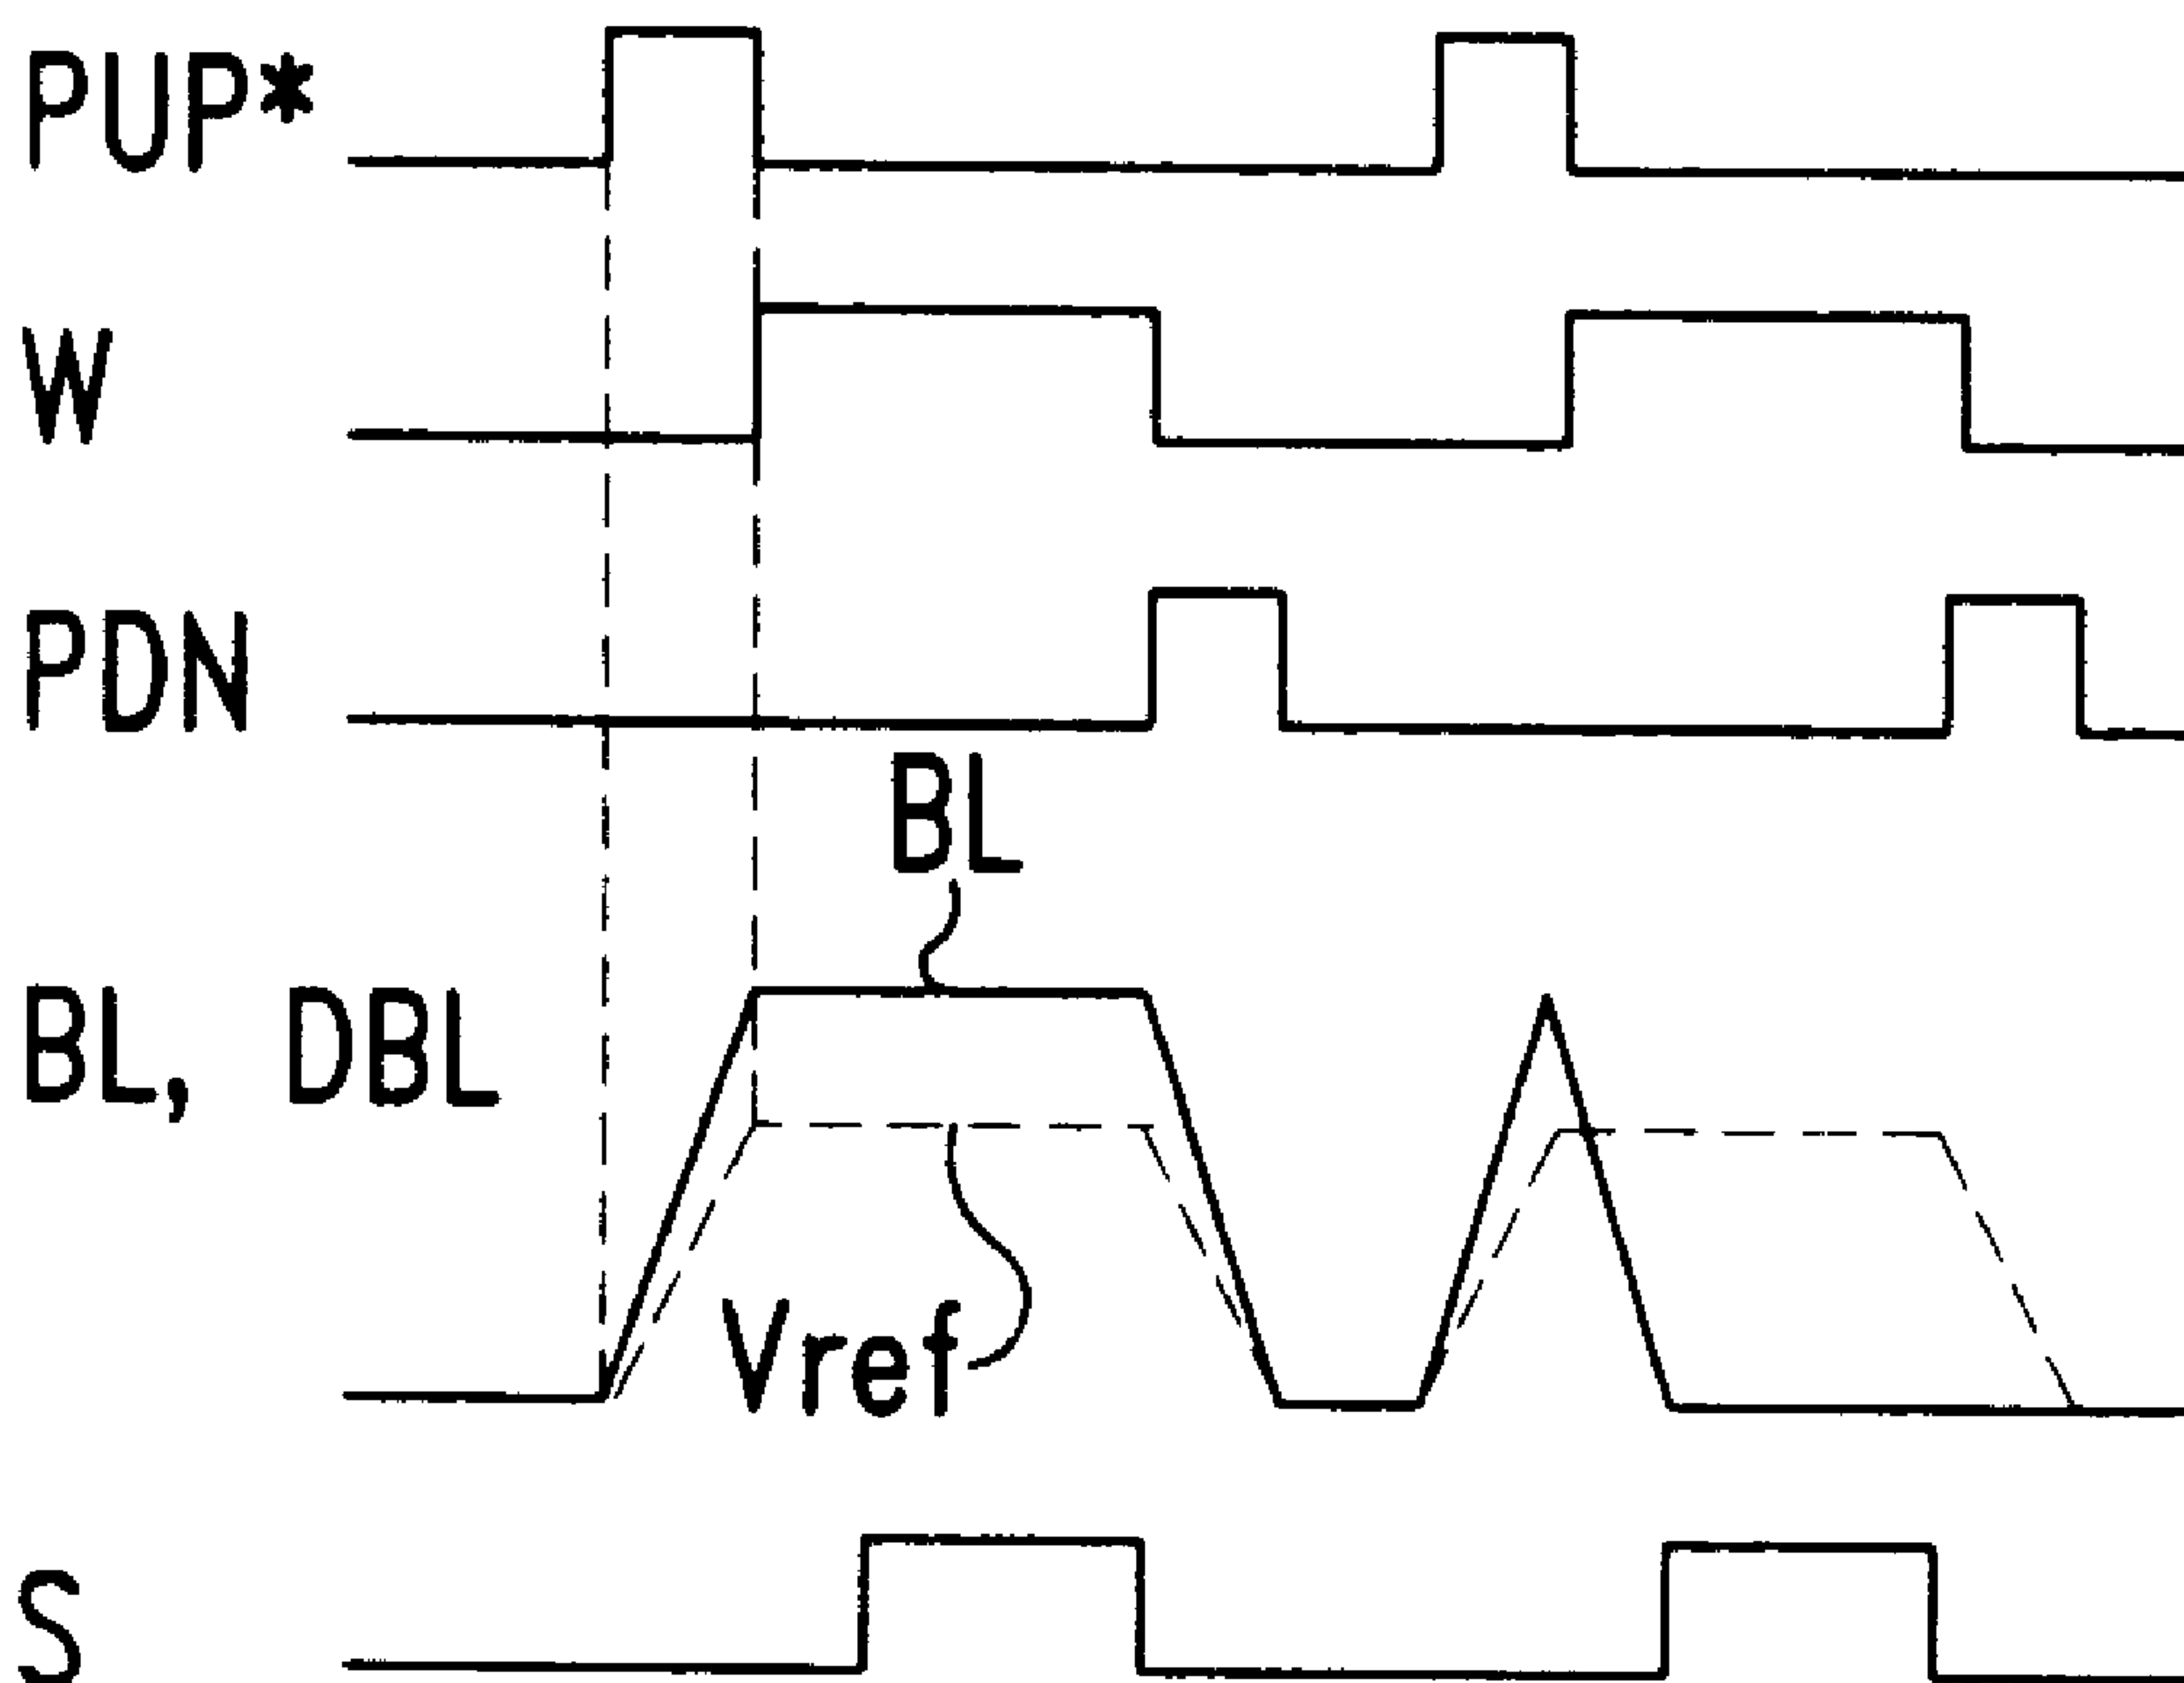 PUP*
W
PDN
BL
BL, DBL
Vref
S